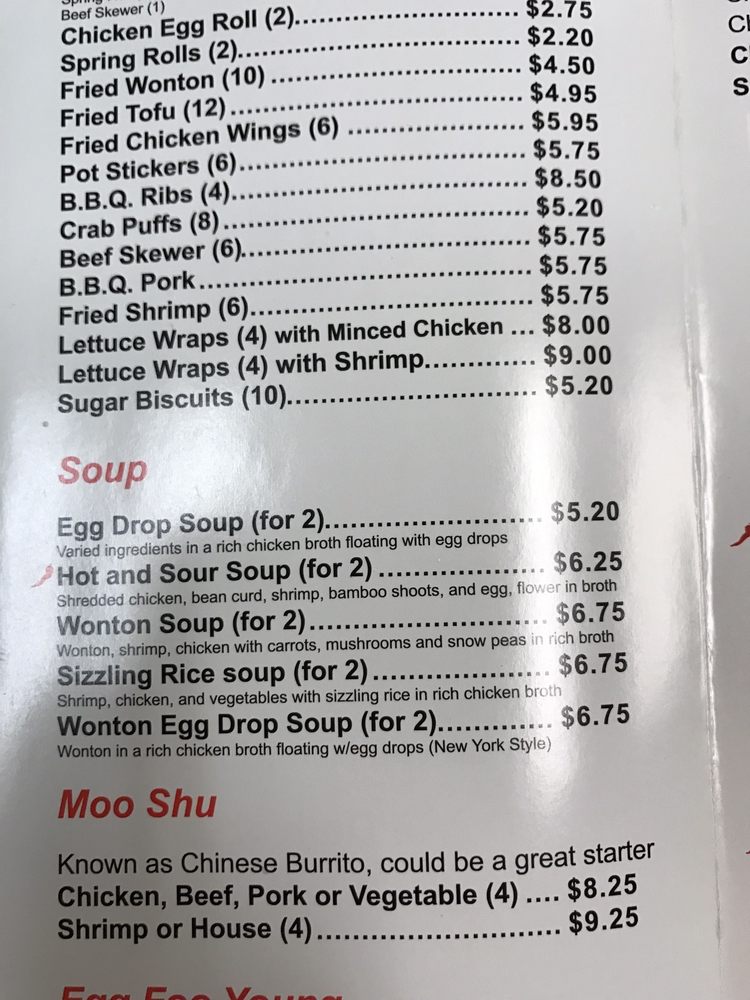 Beef Skewer (1)
Chicken Egg Roll (2)........................ $2.75
Spring Rolls (2)................................. $2.20
Fried Wonton (10) ............................. $4.50
Fried Tofu (12) .................................. $4.95
Fried Chicken Wings (6) .................... $5.95
Pot Stickers (6)................................. $5.75
B.B.Q. Ribs (4).................................. $8.50
Crab Puffs (8) ................................... $5.20
Beef Skewer (6)................................. $5.75
B.B.Q. Pork ...................................... $5.75
Fried Shrimp (6)................................ $5.75
Lettuce Wraps (4) with Minced Chicken ... $8.00
Lettuce Wraps (4) with Shrimp............. $9.00
Sugar Biscuits (10)............................ $5.20
Soup
Egg Drop Soup (for 2)......................... $5.20
Varied ingredients in a rich chicken broth floating with egg drops
Hot and Sour Soup (for 2) ................... $6.25
Shredded chicken, bean curd, shrimp, bamboo shoots, and egg, flower in broth
Wonton Soup (for 2)........................... $6.75
Wonton, shrimp, chicken with carrots, mushrooms and snow peas in rich broth
Sizzling Rice soup (for 2) .................... $6.75
Shrimp, chicken, and vegetables with sizzling rice in rich chicken broth
Wonton Egg Drop Soup (for 2)............. $6.75
Wonton in a rich chicken broth floating w/egg drops (New York Style)
Moo Shu
Known as Chinese Burrito, could be a great starter
Chicken, Beef, Pork or Vegetable (4) .... $8.25
Shrimp or House (4)........................... $9.25
Egg Foo Young